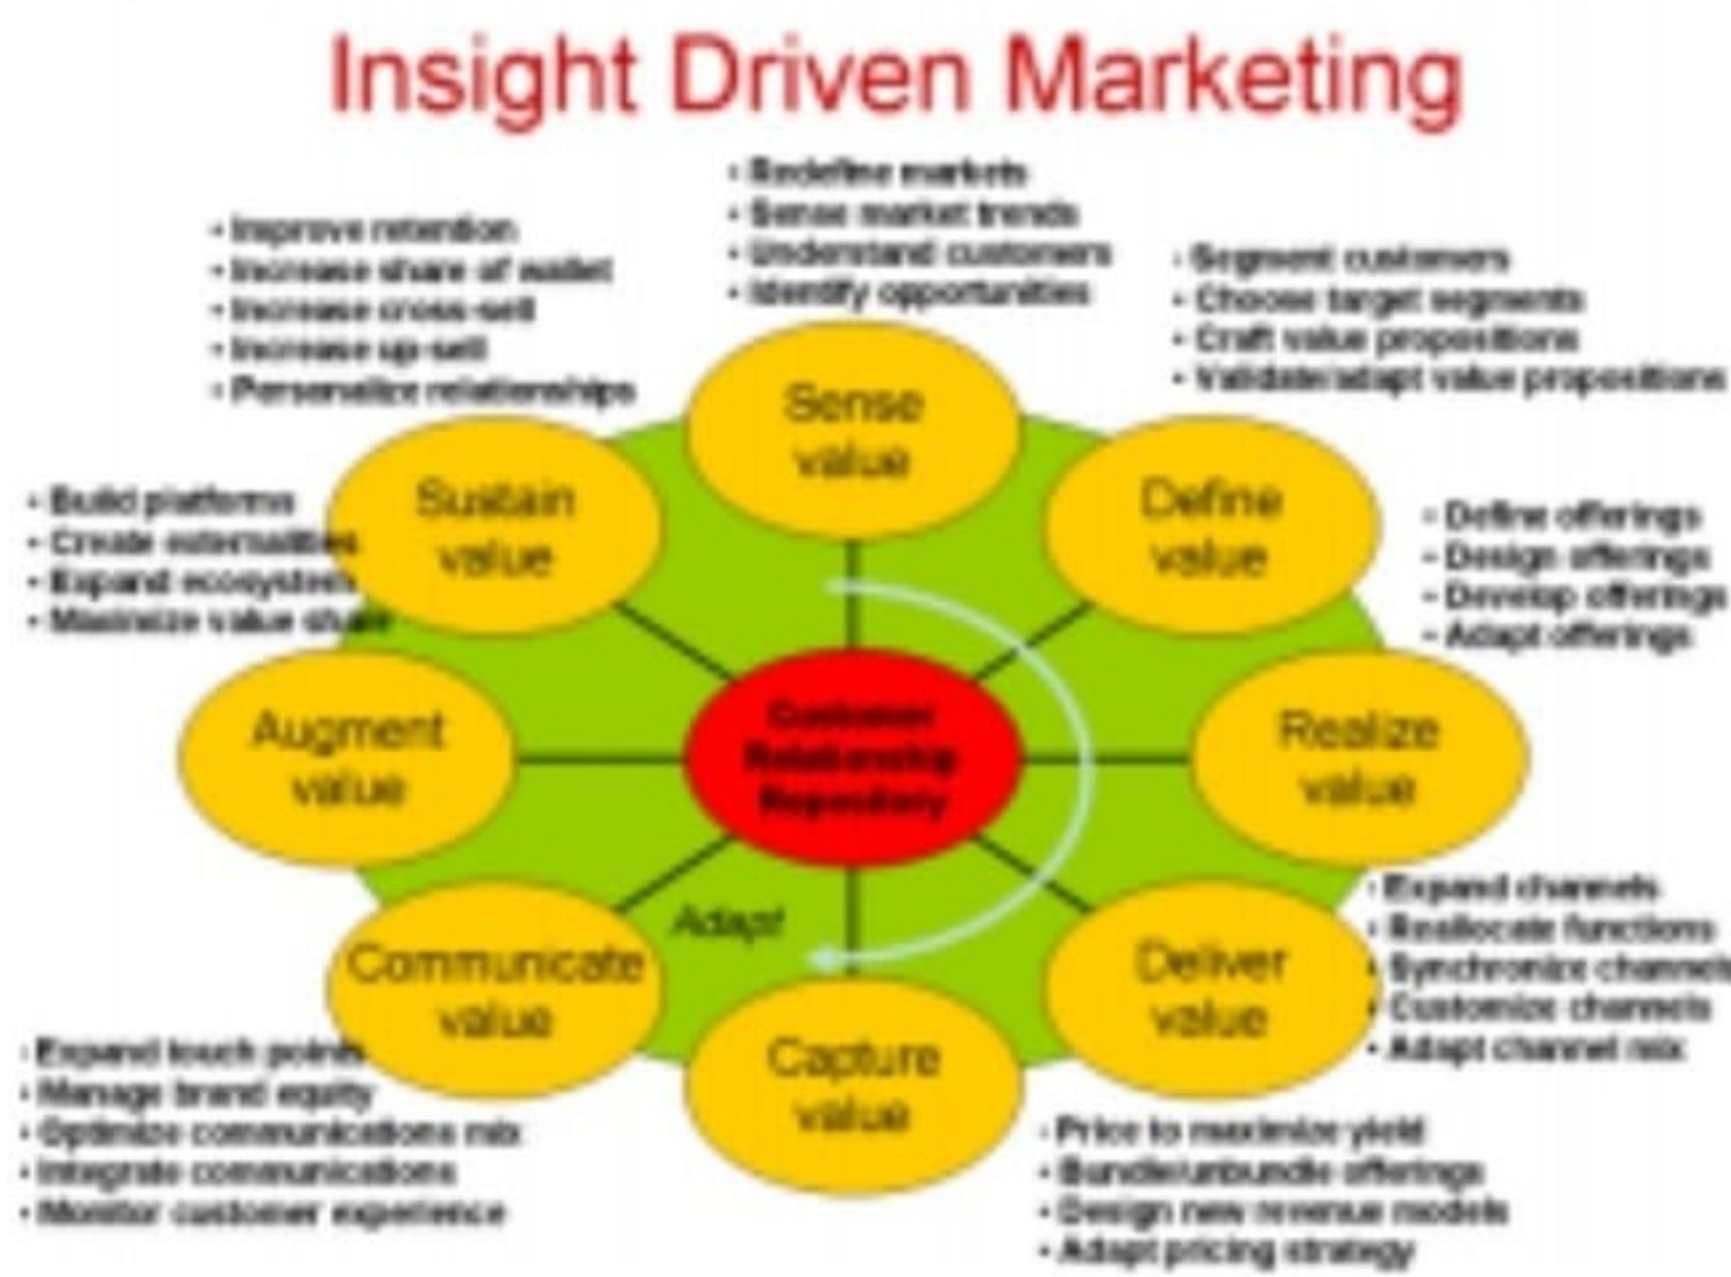 Insight Driven Marketing
• Redefine markets
• Sense market trends
• Understand customers
• Identify opportunities
• Improve retention
• Increase share of wallet
• Increase cross-sell
• Increase up-sell
• Personalize relationships
• Segment customers
• Choose target segments
• Craft value propositions
• Validate/adapt value propositions
Sense
value
Sustain
value
Define
value
• Build platforms
• Create externalities
• Expand ecosystem
• Maximize value share
• Define offerings
• Design offerings
• Develop offerings
• Adapt offerings
Augment
value
Customer
Relationship
Repository
Realize
value
Adapt
Communicate
value
Deliver
value
• Expand channels
• Reallocate functions
• Synchronize channels
• Customize channels
• Adapt channel mix
Capture
value
• Expand touch points
• Manage brand equity
• Optimize communications mix
• Integrate communications
• Monitor customer experience
• Price to maximize yield
• Bundle/unbundle offerings
• Design new revenue models
• Adapt pricing strategy